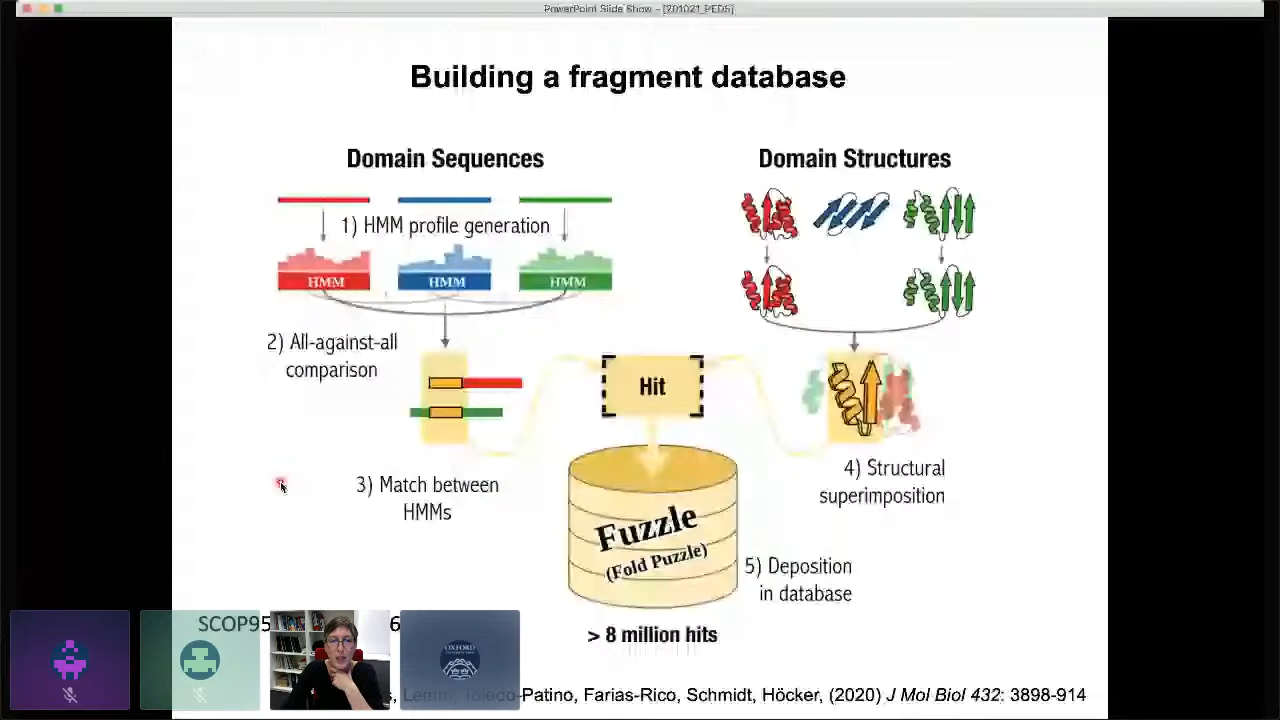 PowerPoint Slide Show - [201021_PEDS]
Building a fragment database
Domain Sequences
Domain Structures
1) HMM profile generation
HMM HMM HMM
2) All-against-all
comparison
Hit
3) Match between
HMMs
4) Structural
superimposition
Fuzzle
(Fold Puzzle)
5) Deposition
in database
> 8 million hits
SCOP95
OXFORD
Toledo-Patino, Farias-Rico, Schmidt, Höcker, (2020) J Mol Biol 432: 3898-914